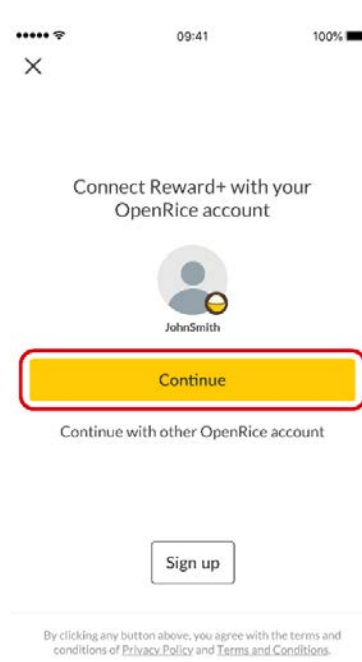 09:41
100%
Connect Reward+ with your
OpenRice account
JohnSmith
Continue
Continue with other OpenRice account
Sign up
By clicking any button above, you agree with the terms and
conditions of Privacy Policy and Terms and Conditions.